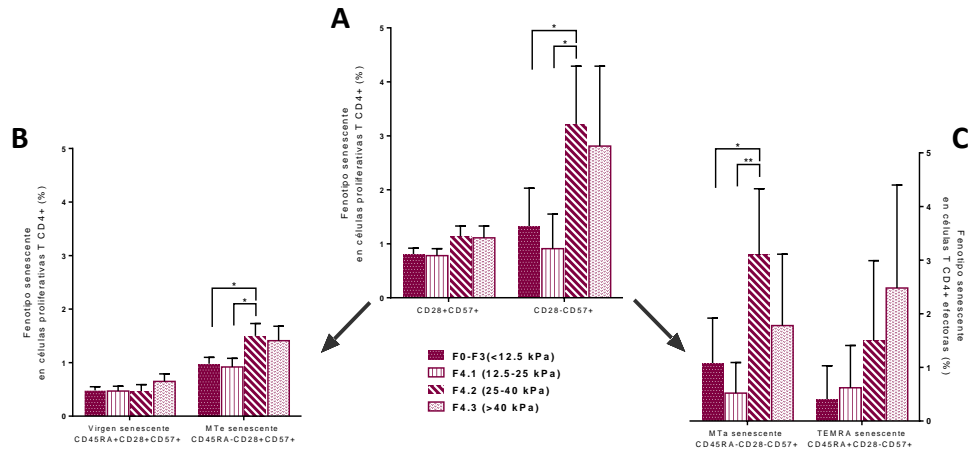 A
Fenotipo senescente
en células proliferativas T CD4+ (%)
5
4
3
2
1
0
*
*
CD28+CD57+
CD28-CD57+
B
Fenotipo senescente
en células proliferativas T CD4+ (%)
5
4
3
2
1
0
*
*
Virgen senescente
CD45RA+CD28+CD57+
MTe senescente
CD45RA-CD28+CD57+
F0-F3(<12.5 kPa)
F4.1 (12.5-25 kPa)
F4.2 (25-40 kPa)
F4.3 (>40 kPa)
C
Fenotipo senescente
en células T CD4+ efectoras (%)
5
4
3
2
1
0
*
**
MTa senescente
CD45RA-CD28-CD57+
TEMRA senescente
CD45RA+CD28-CD57+